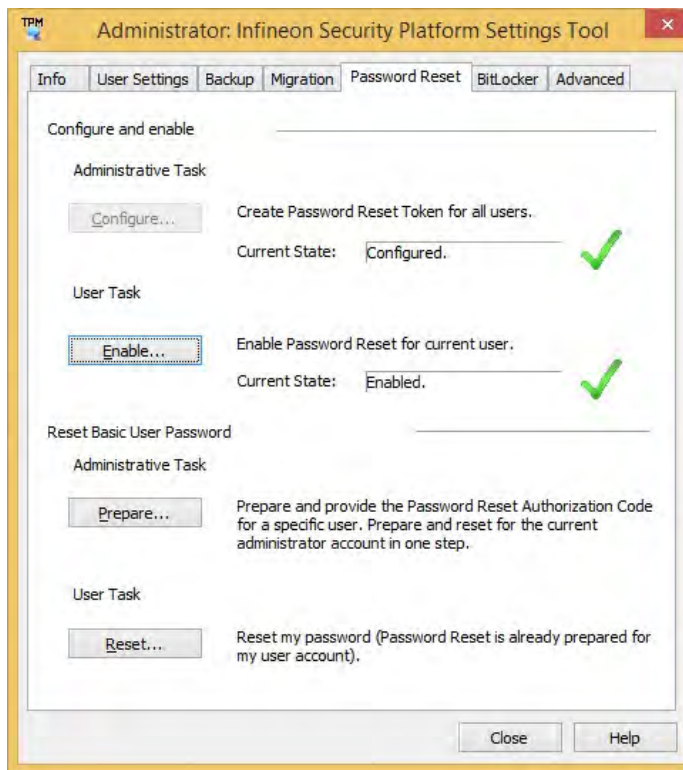 TPM
Administrator: Infineon Security Platform Settings Tool
x
Info User Settings Backup Migration Password Reset BitLocker Advanced
Configure and enable
Administrative Task
Configure...
Create Password Reset Token for all users.
Current State: Configured.
User Task
Enable...
Enable Password Reset for current user.
Current State: Enabled.
Reset Basic User Password
Administrative Task
Prepare...
Prepare and provide the Password Reset Authorization Code
for a specific user. Prepare and reset for the current
administrator account in one step.
User Task
Reset...
Reset my password (Password Reset is already prepared for
my user account).
Close Help